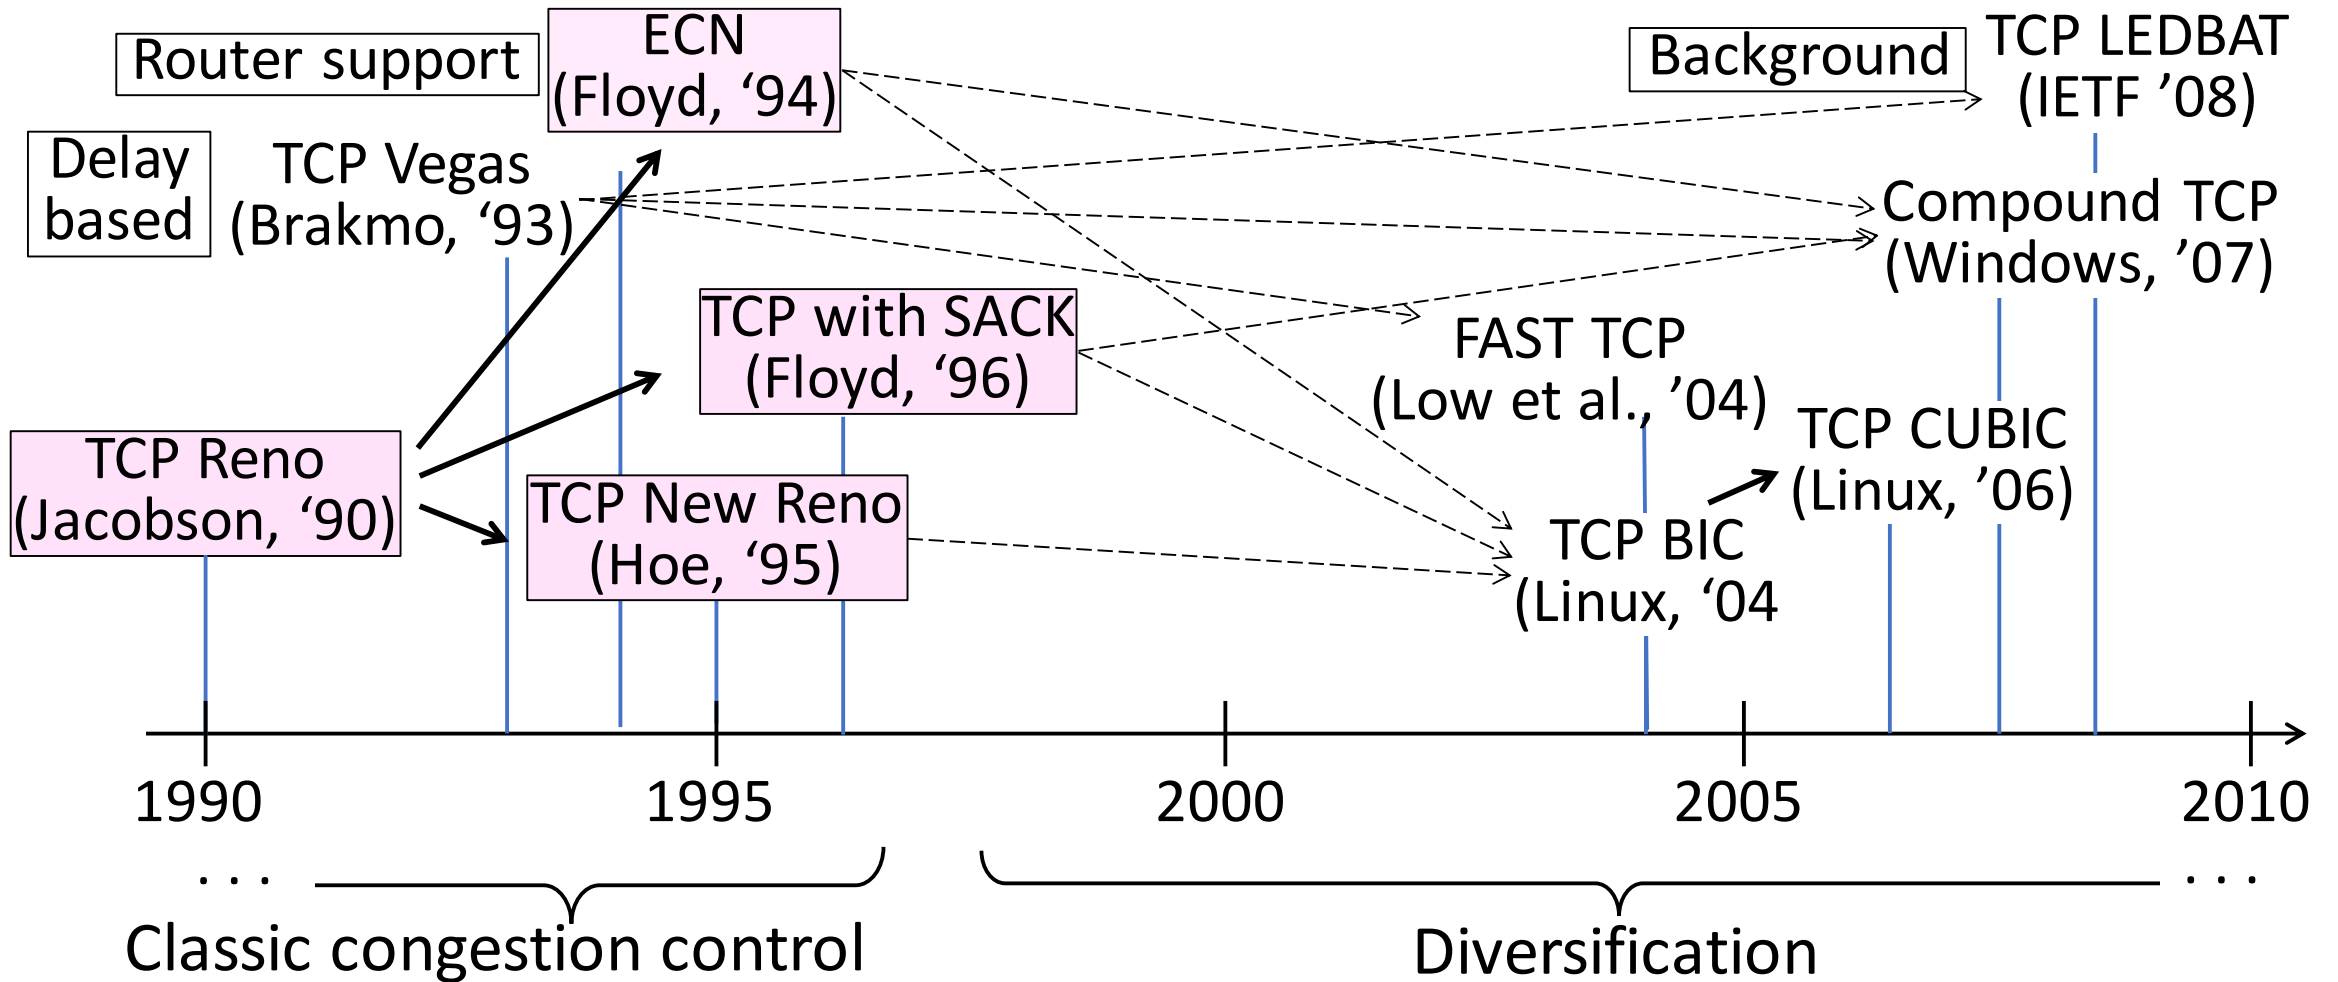 Router support
ECN
(Floyd, ‘94)
Background
TCP LEDBAT
(IETF ’08)
Delay
based
TCP Vegas
(Brakmo, ‘93)
Compound TCP
(Windows, ’07)
TCP with SACK
(Floyd, ‘96)
FAST TCP
(Low et al., ’04)
TCP Reno
(Jacobson, ‘90)
TCP New Reno
(Hoe, ‘95)
TCP CUBIC
(Linux, ’06)
TCP BIC
(Linux, ‘04
1990 1995 2000 2005 2010
. . . . . .
Classic congestion control
Diversification